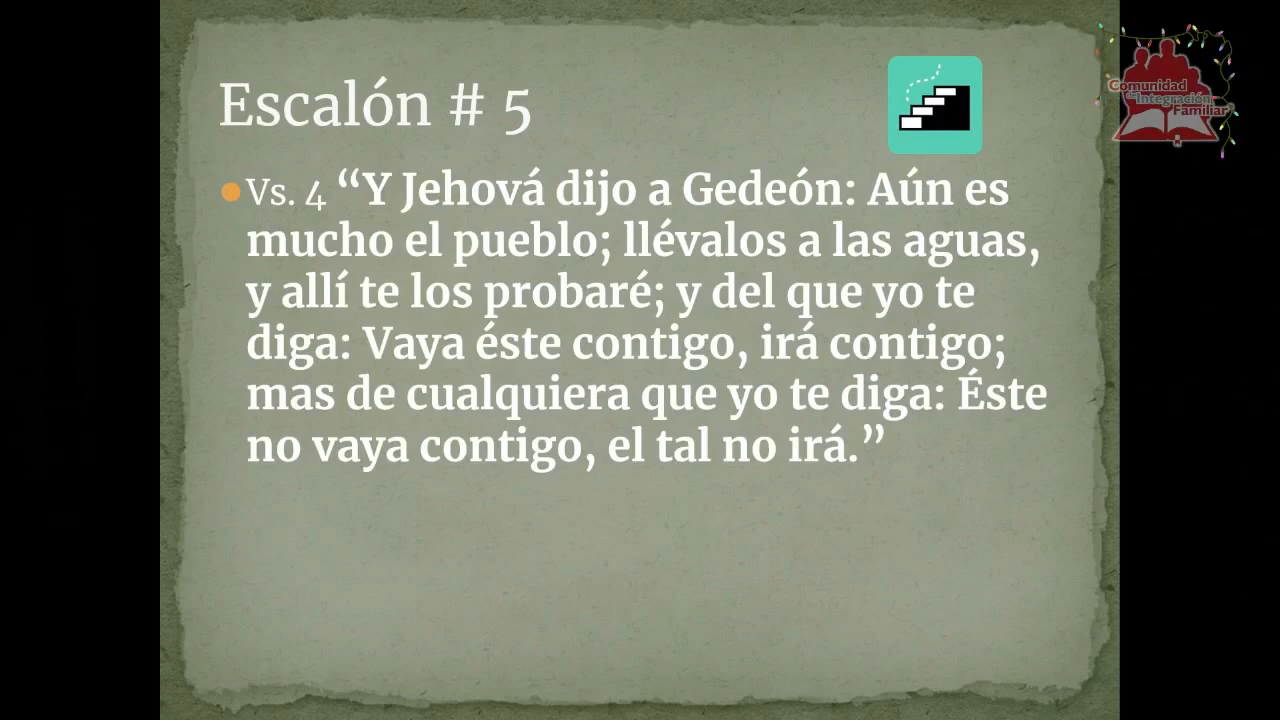 Escalón # 5
Comunidad
de Integración
Familiar
Vs. 4 “Y Jehová dijo a Gedeón: Aún es
mucho el pueblo; llévalos a las aguas,
y allí te los probaré; y del que yo te
diga: Vaya éste contigo, irá contigo;
mas de cualquiera que yo te diga: Éste
no vaya contigo, el tal no irá.”